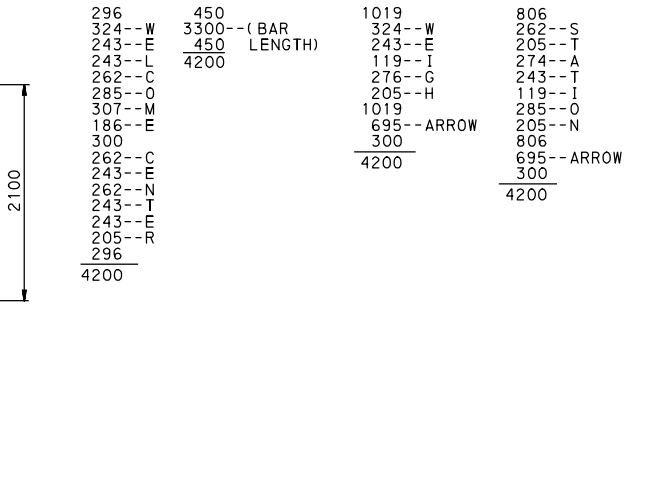 296
324--W
243--E
243--L
262--C
285--O
307--M
186--E
300
262--C
243--E
262--N
243--T
243--E
205--R
296
4200
450
3300--(BAR
450 LENGTH)
4200
1019
324--W
243--E
119--I
276--G
205--H
1019
695--ARROW
300
4200
806
262--S
205--T
274--A
243--T
119--I
285--O
205--N
806
695--ARROW
300
4200
2100